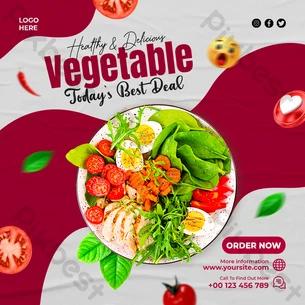 LOGO
HERE
Healthy & Delicious
Vegetable
Today's Best Deal
ORDER NOW
More information
www.yoursite.com
Call To Find Out More
+00 123 456 789